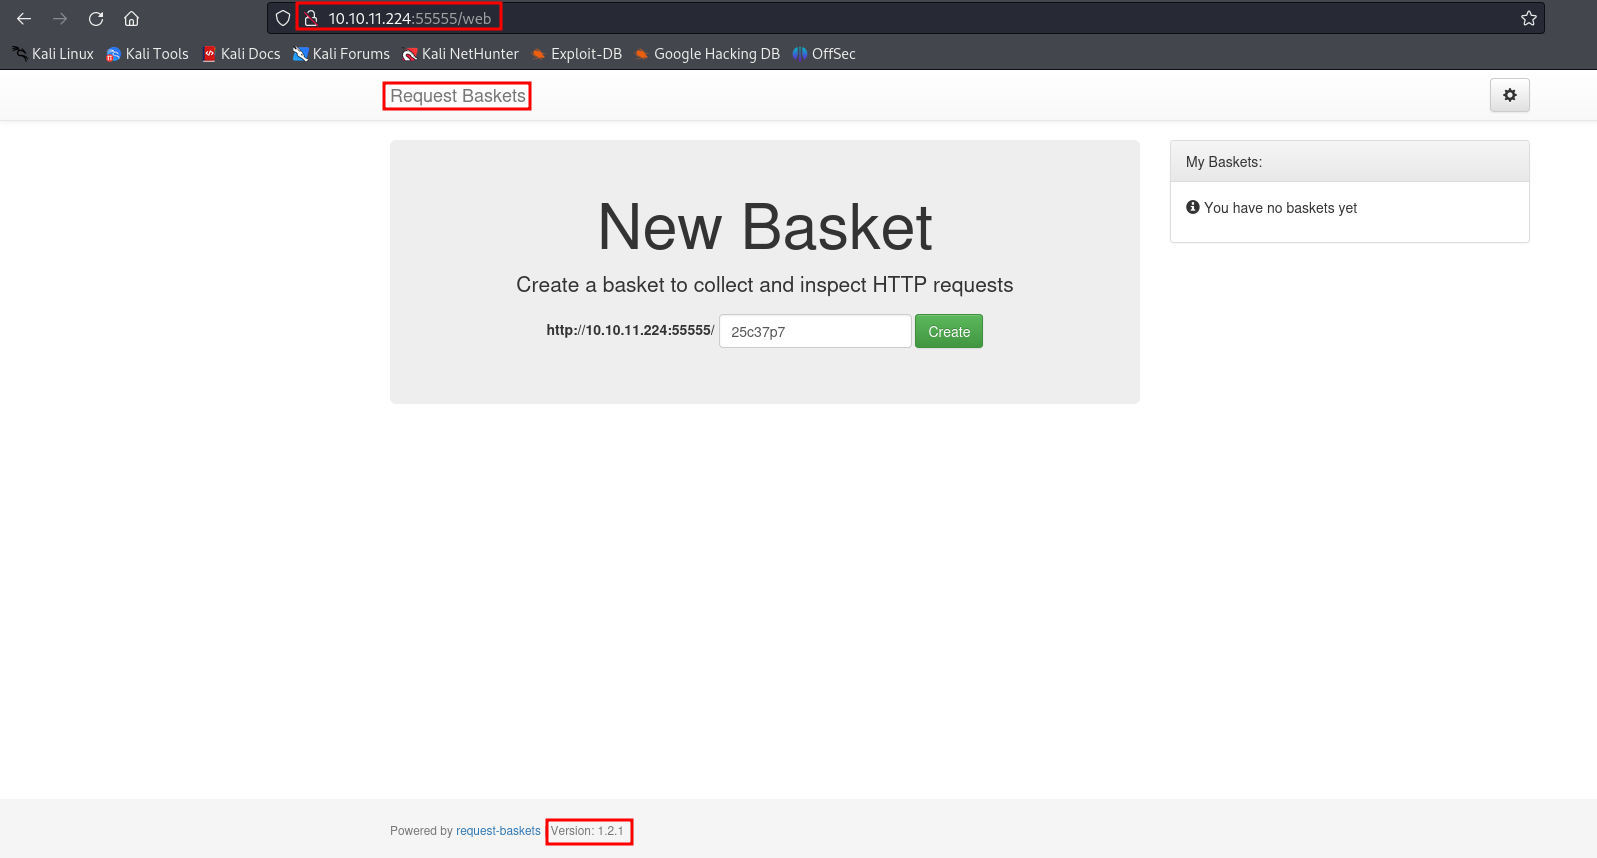 10.10.11.224:55555/web
Kali Linux Kali Tools Kali Docs Kali Forums Kali NetHunter Exploit-DB Google Hacking DB OffSec
Request Baskets
New Basket
Create a basket to collect and inspect HTTP requests
http://10.10.11.224:55555/ 25c37p7 Create
My Baskets:
You have no baskets yet
Powered by request-baskets Version: 1.2.1